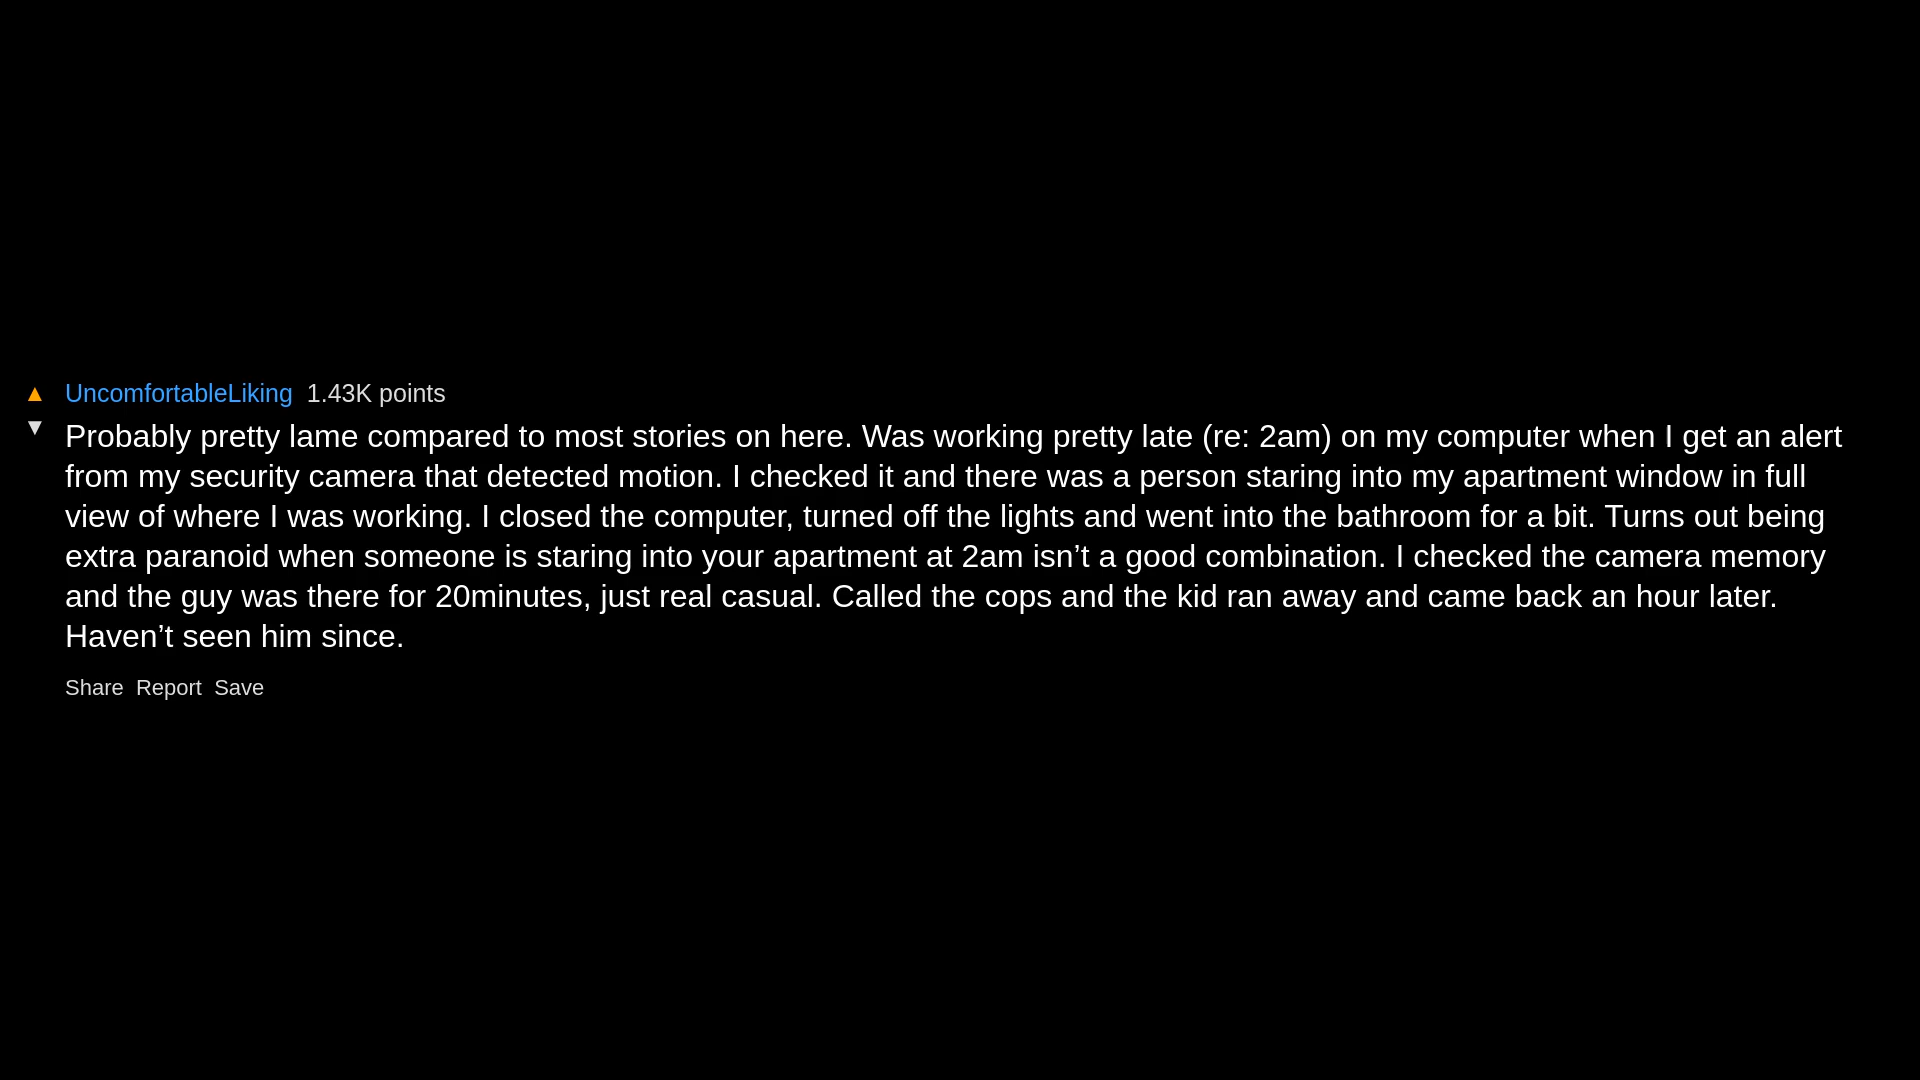 ▲ UncomfortableLiking 1.43K points
▼ Probably pretty lame compared to most stories on here. Was working pretty late (re: 2am) on my computer when I get an alert
from my security camera that detected motion. I checked it and there was a person staring into my apartment window in full
view of where I was working. I closed the computer, turned off the lights and went into the bathroom for a bit. Turns out being
extra paranoid when someone is staring into your apartment at 2am isn’t a good combination. I checked the camera memory
and the guy was there for 20minutes, just real casual. Called the cops and the kid ran away and came back an hour later.
Haven’t seen him since.
Share Report Save